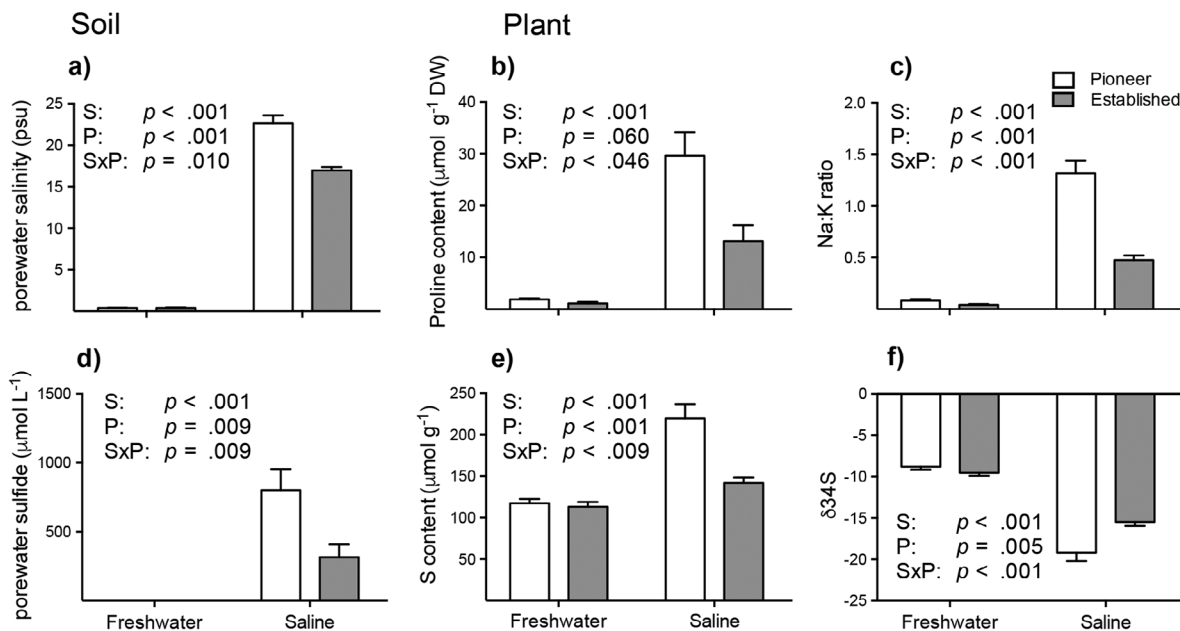 Soil
Plant
a)
porewater salinity (psu)
25
20
15
10
5
S: p < .001
P: p < .001
SxP: p = .010
b)
Proline content (μmol g⁻¹ DW)
40
30
20
10
S: p < .001
P: p = .060
SxP: p < .046
c)
Pioneer
Established
Na:K ratio
2.0
1.5
1.0
0.5
S: p < .001
P: p < .001
SxP: p < .001
d)
porewater sulfide (μmol L⁻¹)
1500
1000
500
S: p < .001
P: p = .009
SxP: p = .009
Freshwater Saline
e)
S content (μmol g⁻¹)
250
200
150
100
50
S: p < .001
P: p < .001
SxP: p < .009
Freshwater Saline
f)
δ34S
0
-5
-10
-15
-20
-25
S: p < .001
P: p = .005
SxP: p < .001
Freshwater Saline